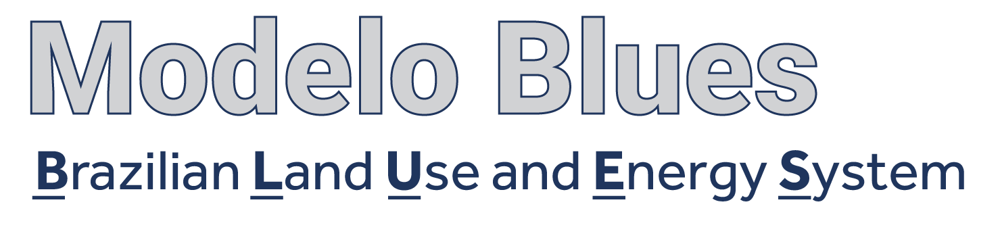 Modelo Blues
Brazilian Land Use and Energy System